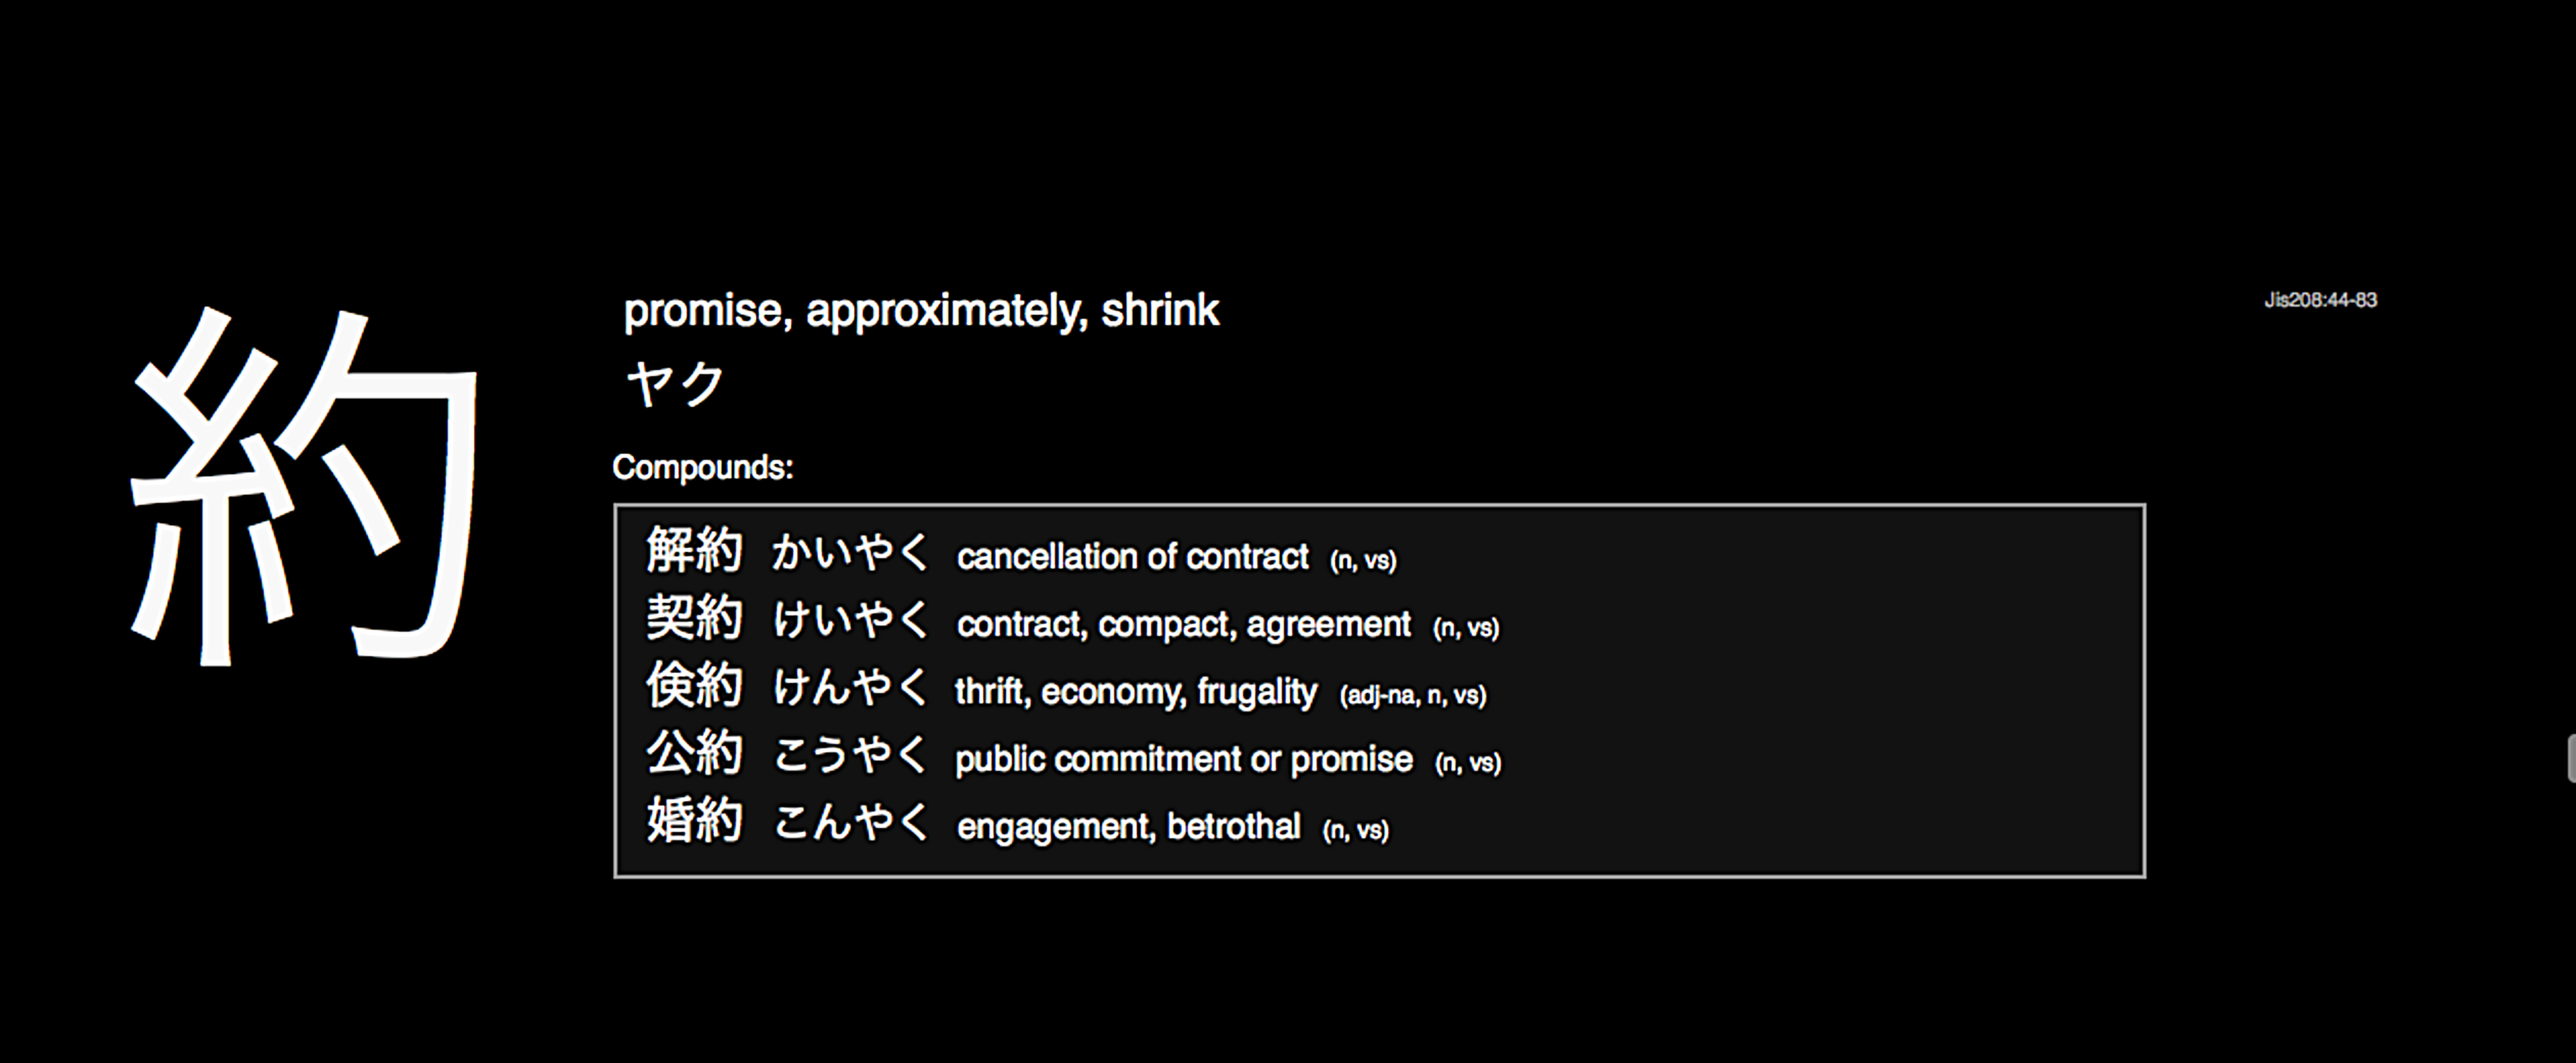 約
promise, approximately, shrink
Jis208:44-83
ヤク
Compounds:
解約 かいやく cancellation of contract (n, vs)
契約 けいやく contract, compact, agreement (n, vs)
倹約 けんやく thrift, economy, frugality (adj-na, n, vs)
公約 こうやく public commitment or promise (n, vs)
婚約 こんやく engagement, betrothal (n, vs)